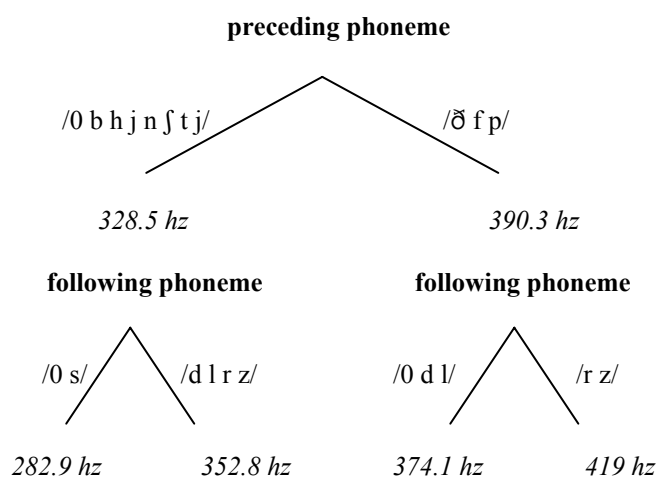 preceding phoneme
/0 b h j n ʃ t j/ /ð f p/
328.5 hz 390.3 hz
following phoneme following phoneme
/0 s/ /d l r z/ /0 d l/ /r z/
282.9 hz 352.8 hz 374.1 hz 419 hz